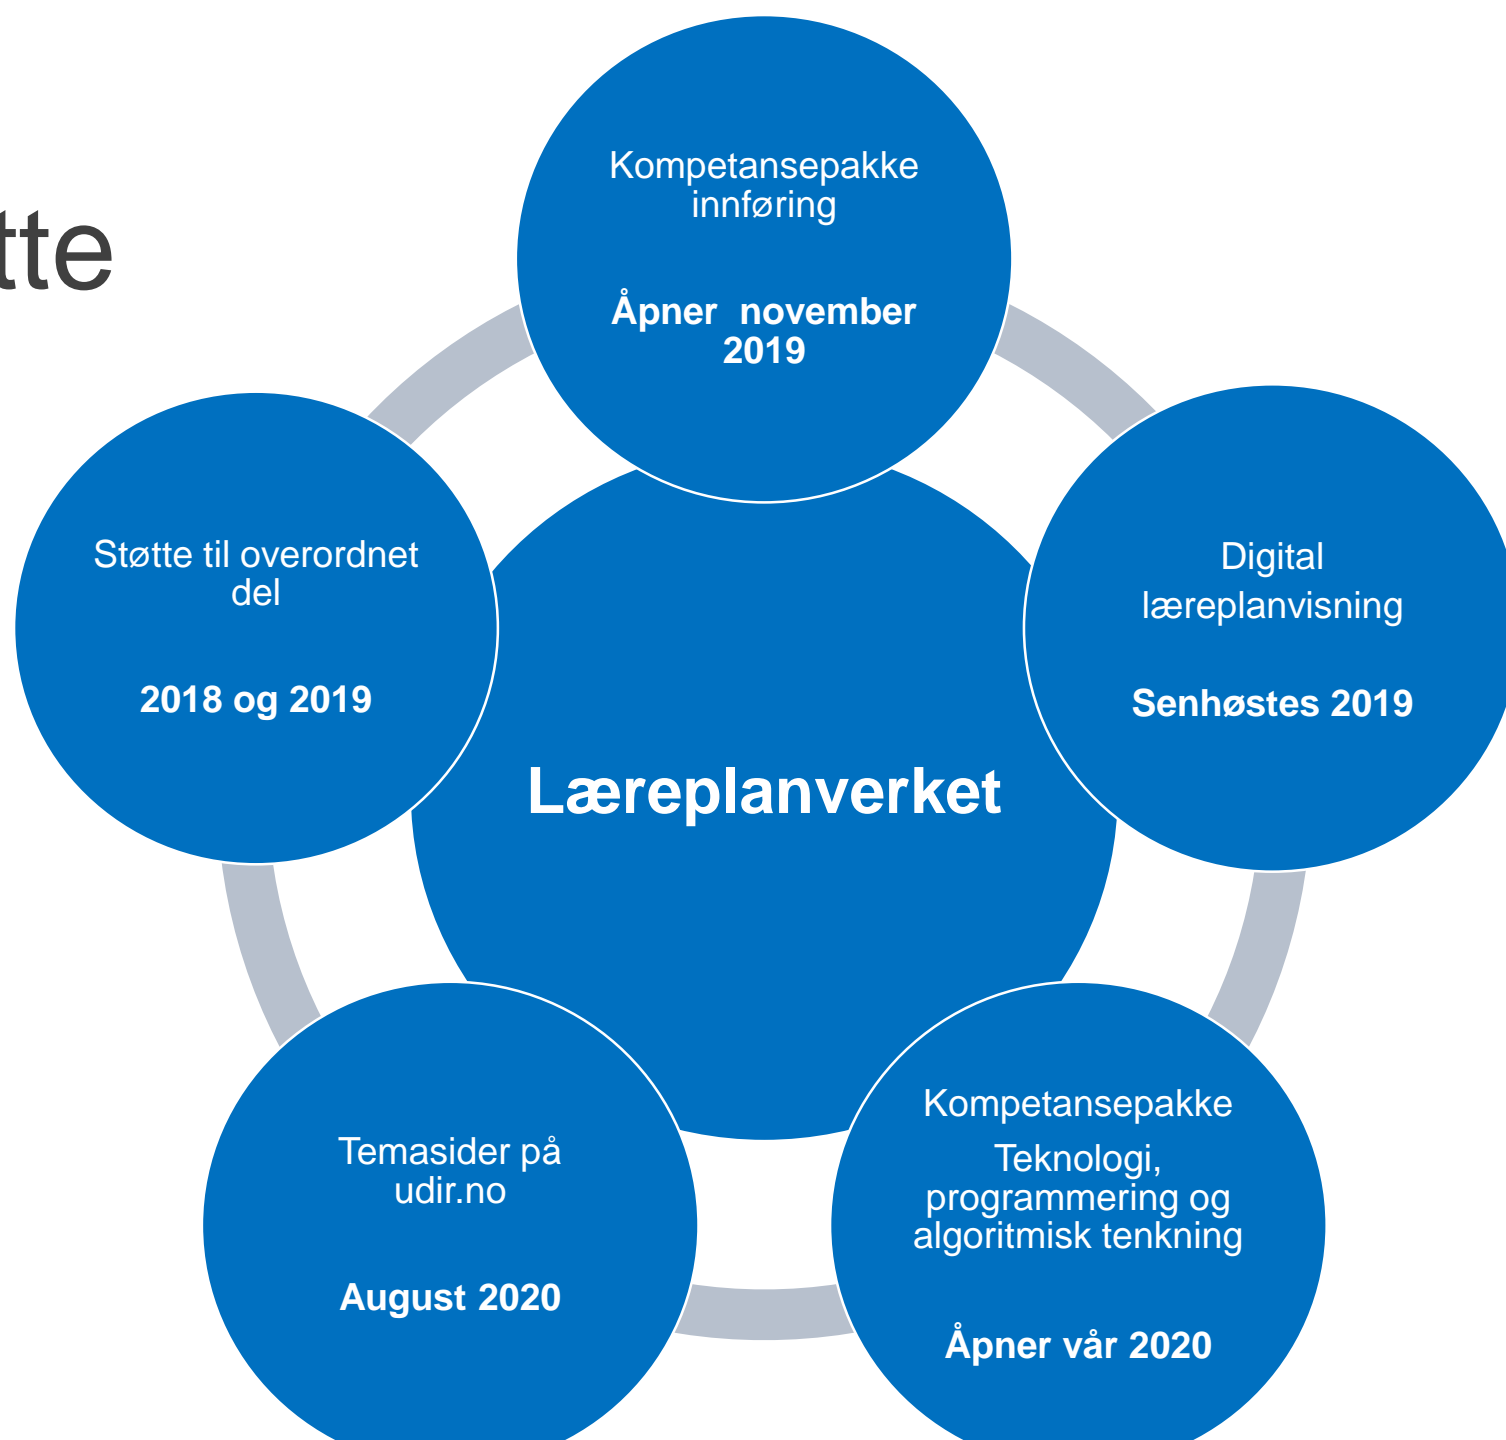 tte
Kompetansepakke
innføring
Åpner  november
2019
Digital
læreplanvisning
Senhøstes 2019
Kompetansepakke
Teknologi,
programmering og
algoritmisk tenkning
Åpner vår 2020
Temasider på
udir.no
August 2020
Støtte til overordnet
del
2018 og 2019
Læreplanverket